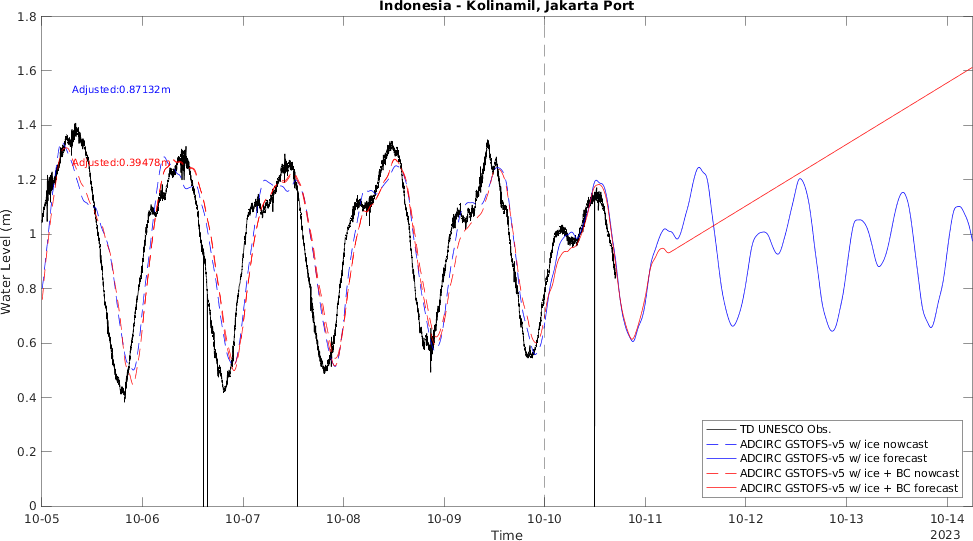 Indonesia - Kolinamil, Jakarta Port
1.8
1.6
1.4
1.2
1
0.8
0.6
0.4
0.2
0
Water Level (m)
Adjusted:0.87132m
Adjusted:0.39478m
TD UNESCO Obs.
ADCIRC GSTOFS-v5 w/ ice nowcast
ADCIRC GSTOFS-v5 w/ ice forecast
ADCIRC GSTOFS-v5 w/ ice + BC nowcast
ADCIRC GSTOFS-v5 w/ ice + BC forecast
10-05 10-06 10-07 10-08 10-09 10-10 10-11 10-12 10-13 10-14
Time
2023